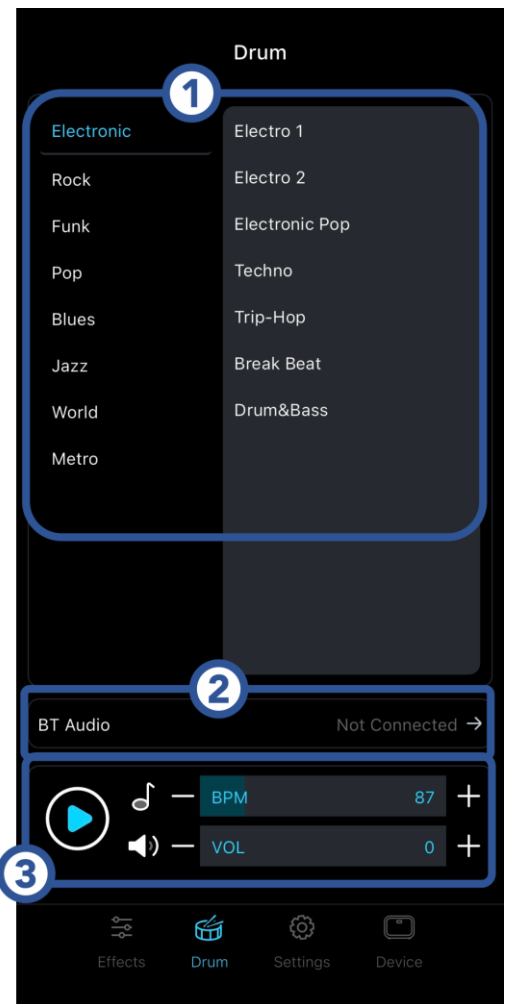 Drum
1
Electronic
Rock
Funk
Pop
Blues
Jazz
World
Metro
Electro 1
Electro 2
Electronic Pop
Techno
Trip-Hop
Break Beat
Drum&Bass
2
BT Audio Not Connected →
3
BPM 87
VOL 0
Effects Drum Settings Device